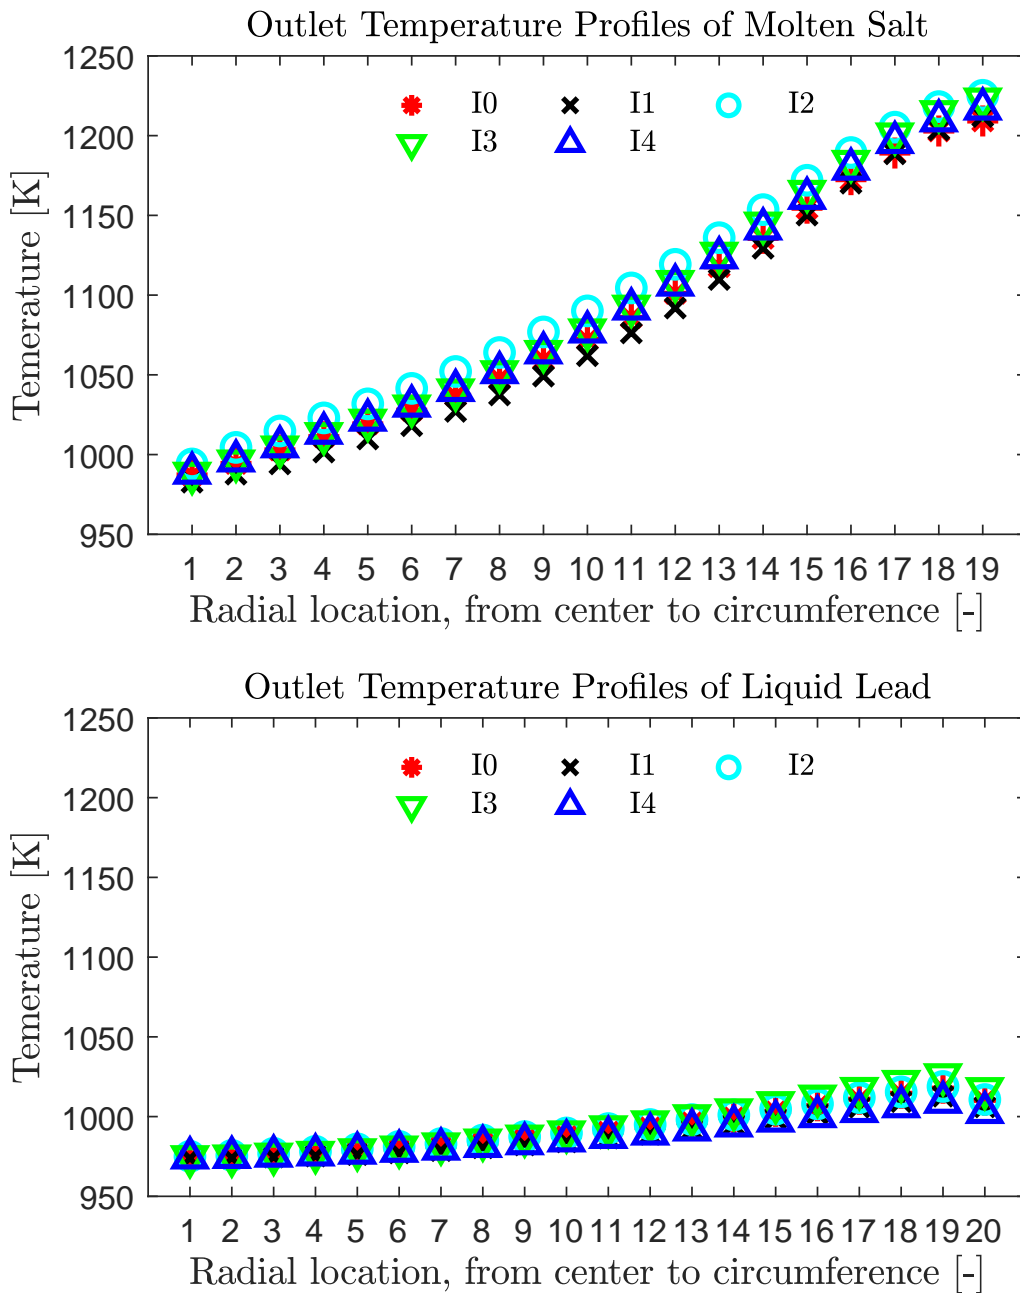 Outlet Temperature Profiles of Molten Salt
1250
1200
1150
1100
1050
1000
950
Temerature [K]
I0 I1 I2
I3 I4
1 2 3 4 5 6 7 8 9 10 11 12 13 14 15 16 17 18 19
Radial location, from center to circumference [-]
Outlet Temperature Profiles of Liquid Lead
1250
1200
1150
1100
1050
1000
950
Temerature [K]
I0 I1 I2
I3 I4
1 2 3 4 5 6 7 8 9 10 11 12 13 14 15 16 17 18 19 20
Radial location, from center to circumference [-]